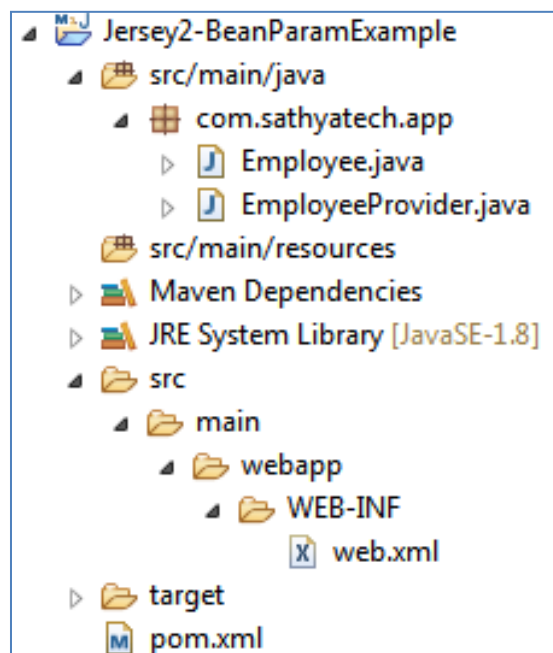 Jersey2-BeanParamExample
src/main/java
com.sathyatech.app
Employee.java
EmployeeProvider.java
src/main/resources
Maven Dependencies
JRE System Library [JavaSE-1.8]
src
main
webapp
WEB-INF
web.xml
target
pom.xml